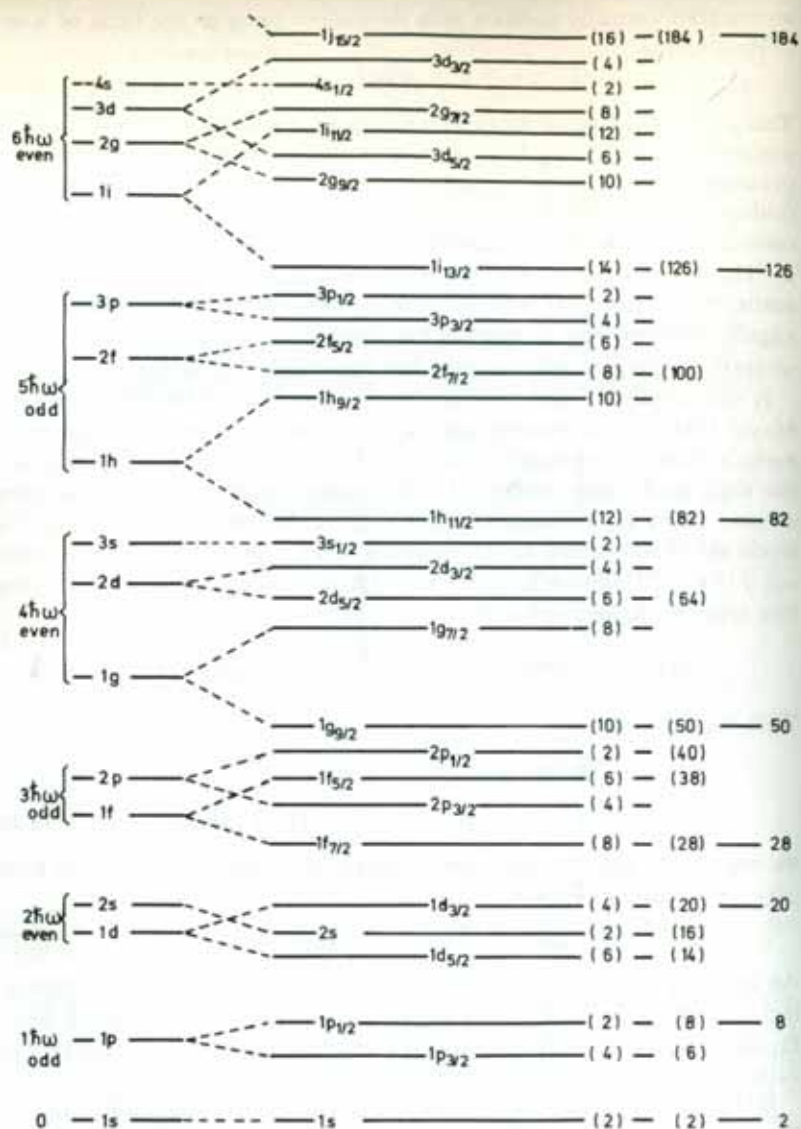 1j15/2 (16) (184) 184
3d3/2 (4)
4s 4s1/2 (2)
3d 2g7/2 (8)
1i11/2 (12)
6ħω even 2g 3d5/2 (6)
2g9/2 (10)
1i
1i13/2 (14) (126) 126
3p 3p1/2 (2)
3p3/2 (4)
2f5/2 (6)
2f 2f7/2 (8) (100)
5ħω odd 1h9/2 (10)
1h
1h11/2 (12) (82) 82
3s 3s1/2 (2)
2d 2d3/2 (4)
2d5/2 (6) (64)
4ħω even 1g7/2 (8)
1g
1g9/2 (10) (50) 50
2p1/2 (2) (40)
2p 1f5/2 (6) (38)
3ħω odd 1f 2p3/2 (4)
1f7/2 (8) (28) 28
2s 1d3/2 (4) (20) 20
2ħω even 1d 2s (2) (16)
1d5/2 (6) (14)
1p1/2 (2) (8) 8
1ħω odd 1p
1p3/2 (4) (6)
0 1s 1s (2) (2) 2